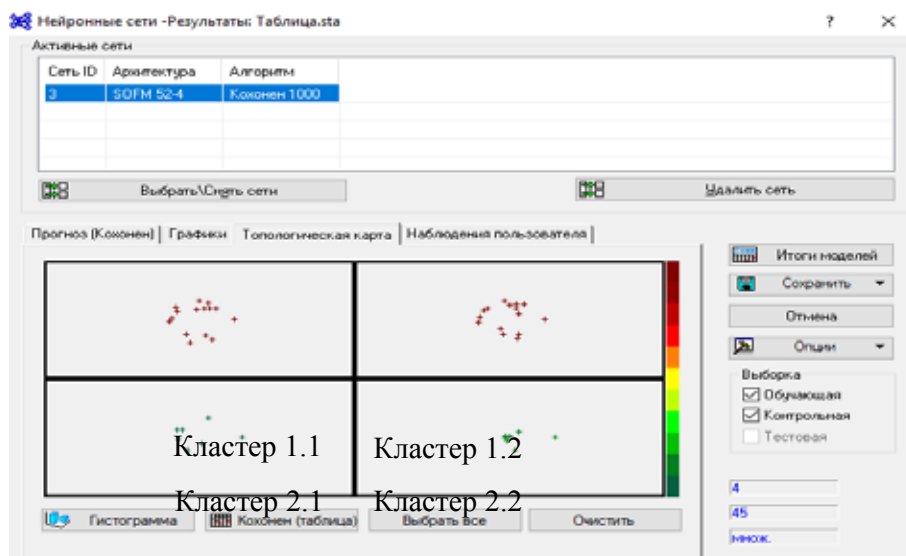 Нейронные сети -Результаты: Таблица.sta ? ×
Активные сети
Сеть ID Архитектура Алгоритм
3 SOFM 52-4 Кохонен 1000
Выбрать\Снять сети Удалить сеть
Прогноз (Кохонен) Графики Топологическая карта Наблюдения пользователя
Итоги моделей
Сохранить
Отмена
Опции
Выборка
Обучающая
Контрольная
Тестовая
Кластер 1.1 Кластер 1.2
Кластер 2.1 Кластер 2.2
4
45
множ.
Гистограмма Кохонен (таблица) Выбрать Все Очистить